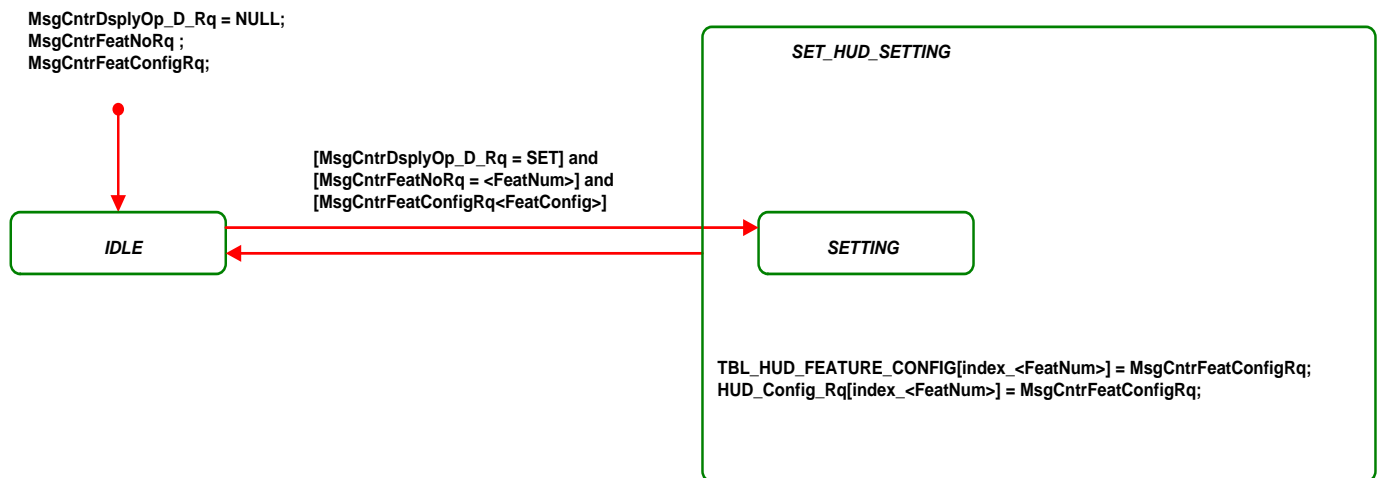 MsgCntrDsplyOp_D_Rq = NULL;
MsgCntrFeatNoRq ;
MsgCntrFeatConfigRq;
SET_HUD_SETTING
[MsgCntrDsplyOp_D_Rq = SET] and
[MsgCntrFeatNoRq = <FeatNum>] and
[MsgCntrFeatConfigRq<FeatConfig>]
IDLE
SETTING
TBL_HUD_FEATURE_CONFIG[index_<FeatNum>] = MsgCntrFeatConfigRq;
HUD_Config_Rq[index_<FeatNum>] = MsgCntrFeatConfigRq;